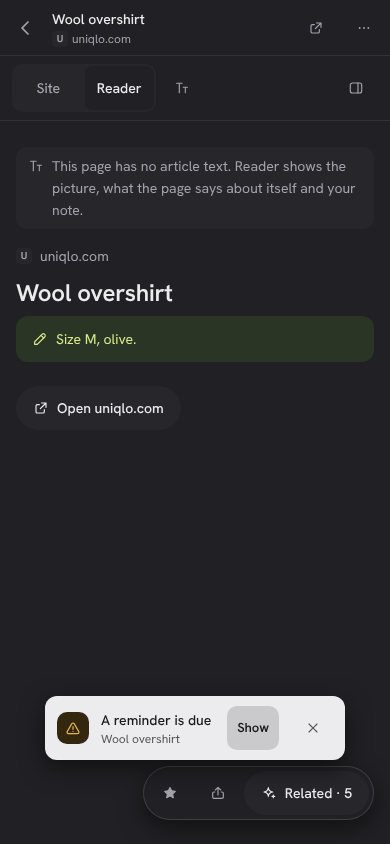 Wool overshirt
U uniqlo.com
Site
Reader
TT
TT This page has no article text. Reader shows the
picture, what the page says about itself and your
note.
U uniqlo.com
Wool overshirt
Size M, olive.
Open uniqlo.com
A reminder is due
Wool overshirt
Show
Related · 5